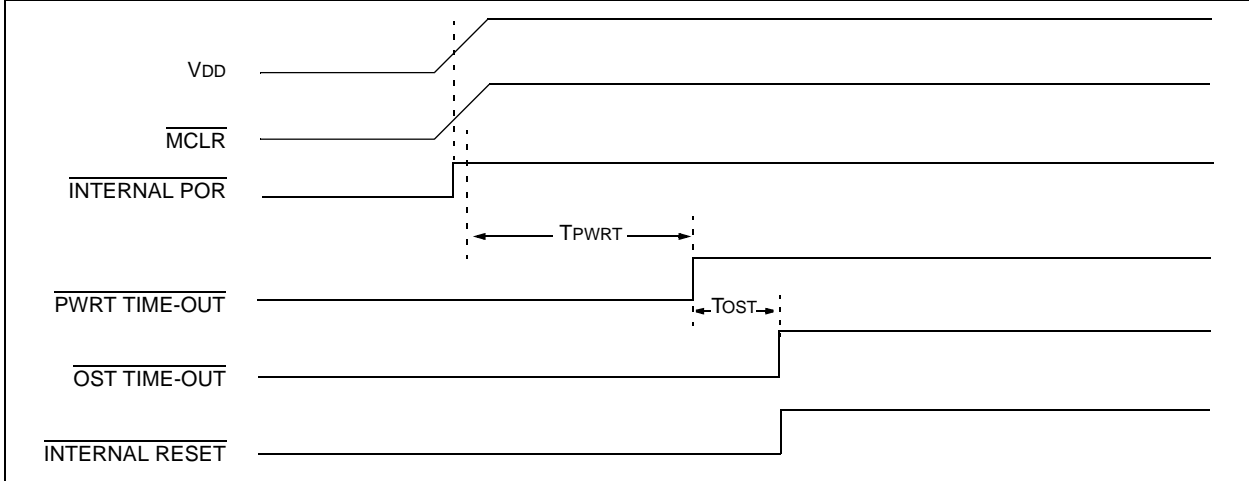 VDD
MCLR
INTERNAL POR
TPWRT
PWRT TIME-OUT
TOST
OST TIME-OUT
INTERNAL RESET